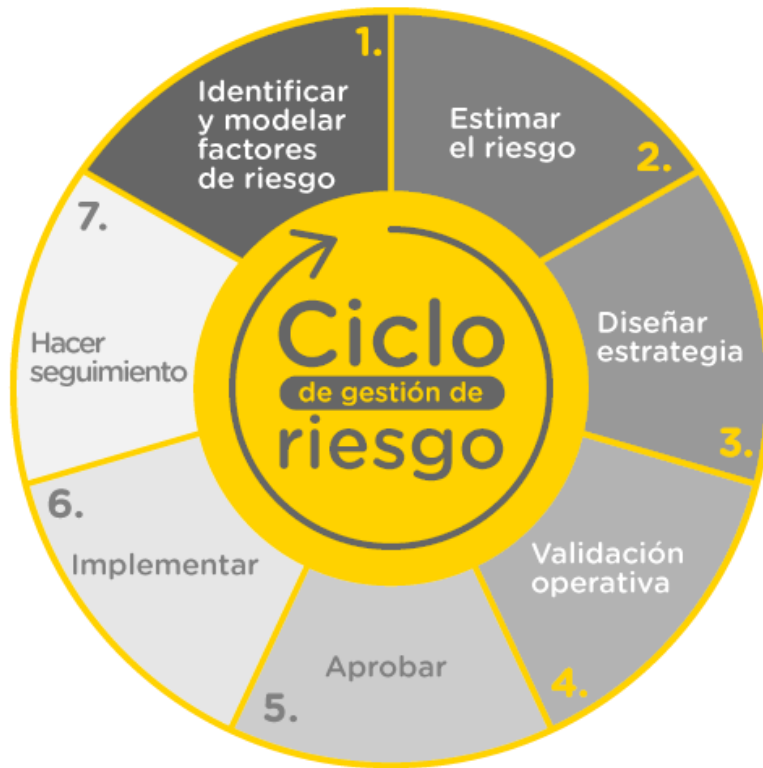 1.
Identificar
y modelar
factores
de riesgo
Estimar
el riesgo
2.
Diseñar
estrategia
3.
Validación
operativa
4.
Aprobar
5.
6.
Implementar
7.
Hacer
seguimiento
Ciclo
de gestión de
riesgo